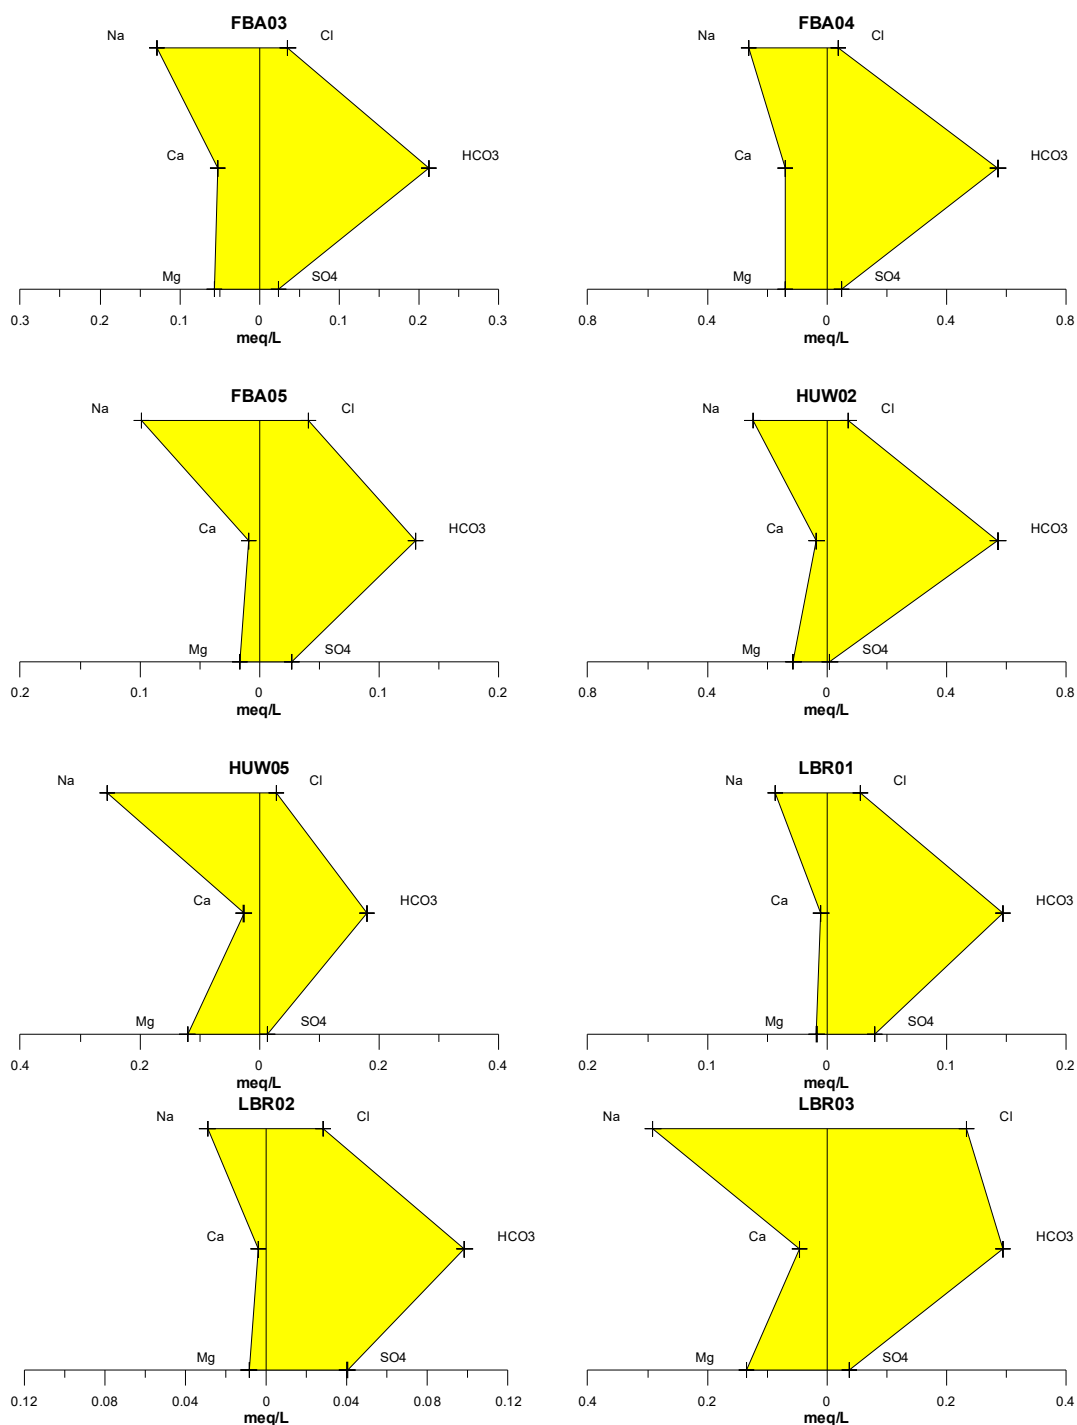 FBA03
FBA04
Na Cl
Na Cl
Ca HCO3
Ca HCO3
Mg SO4
Mg SO4
0.3 0.2 0.1 0 0.1 0.2 0.3
0.8 0.4 0 0.4 0.8
meq/L
meq/L
FBA05
HUW02
Na Cl
Na Cl
Ca HCO3
Ca HCO3
Mg SO4
Mg SO4
0.2 0.1 0 0.1 0.2
0.8 0.4 0 0.4 0.8
meq/L
meq/L
HUW05
LBR01
Na Cl
Na Cl
Ca HCO3
Ca HCO3
Mg SO4
Mg SO4
0.4 0.2 0 0.2 0.4
0.2 0.1 0 0.1 0.2
meq/L
meq/L
LBR02
LBR03
Na Cl
Na Cl
Ca HCO3
Ca HCO3
Mg SO4
Mg SO4
0.12 0.08 0.04 0 0.04 0.08 0.12
0.4 0.2 0 0.2 0.4
meq/L
meq/L